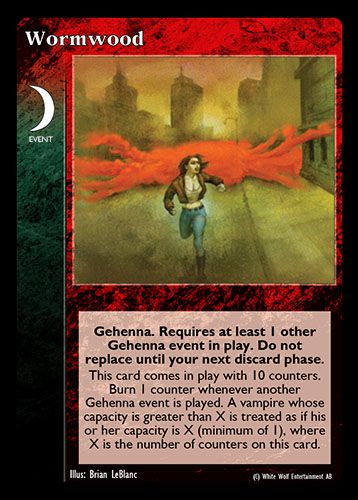 Wormwood
EVENT
Gehenna. Requires at least 1 other
Gehenna event in play. Do not
replace until your next discard phase.
This card comes in play with 10 counters.
Burn 1 counter whenever another
Gehenna event is played. A vampire whose
capacity is greater than X is treated as if his
or her capacity is X (minimum of 1), where
X is the number of counters on this card.
Illus: Brian LeBlanc
(C) White Wolf Entertainment AB